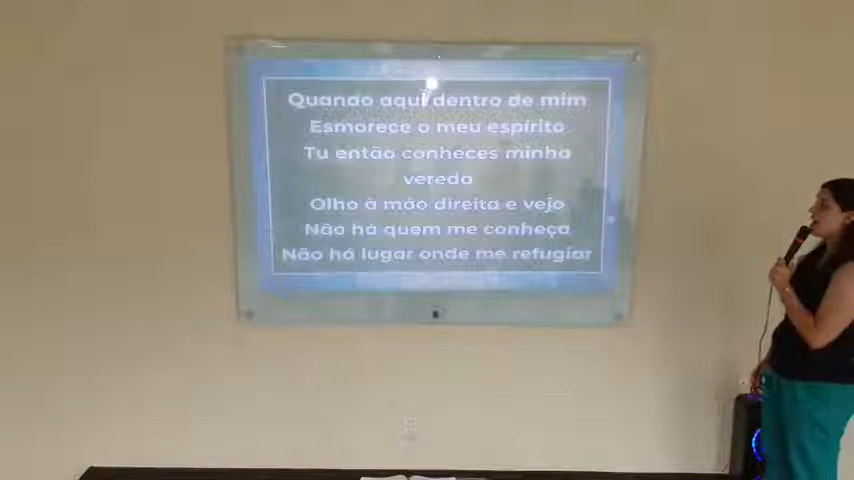 Quando aqui dentro de mim
Esmorece o meu espírito
Tu então conheces minha
vereda
Olho à mão direita e vejo
Não há quem me conheça
Não há lugar onde me refugiar